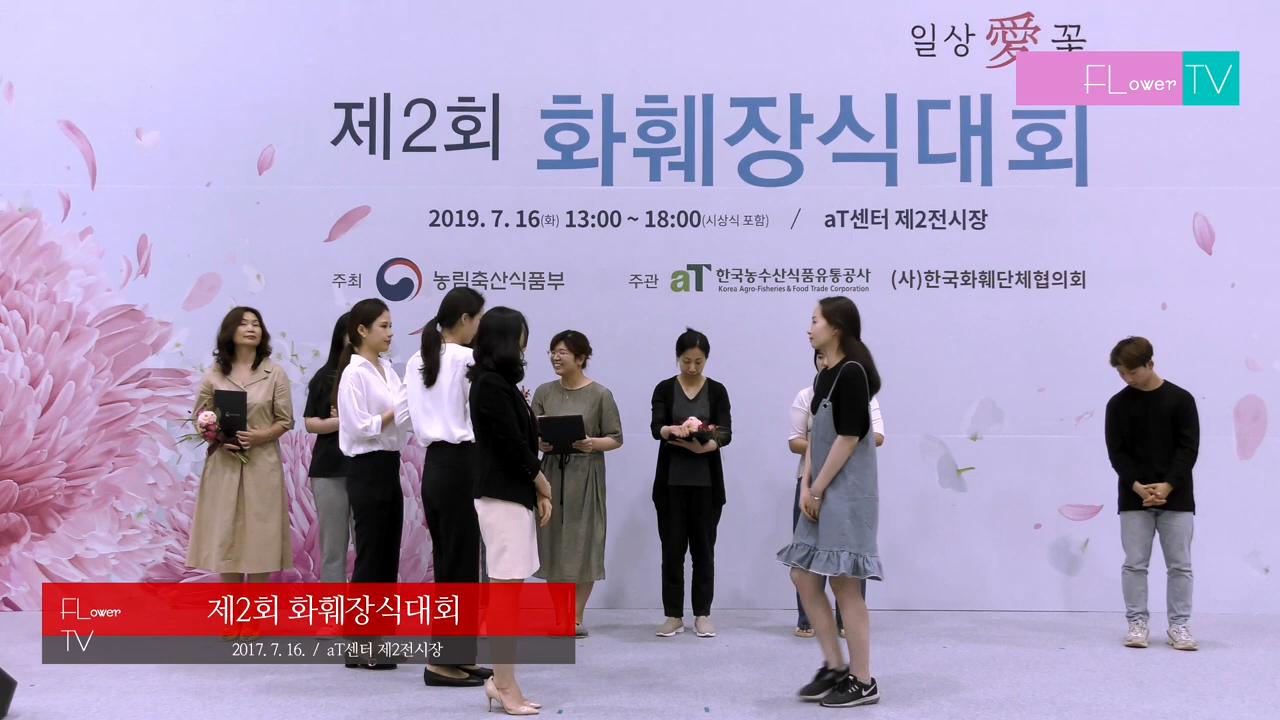 일상 愛 꽃
FLower TV
제2회 화훼장식대회
2019. 7. 16(화) 13:00 ~ 18:00(시상식 포함) / aT센터 제2전시장
주최 농림축산식품부 주관 aT 한국농수산식품유통공사 (사)한국화훼단체협의회
Korea Agro-Fisheries & Food Trade Corporation
FLower
TV
제2회 화훼장식대회
2017. 7. 16. / aT센터 제2전시장